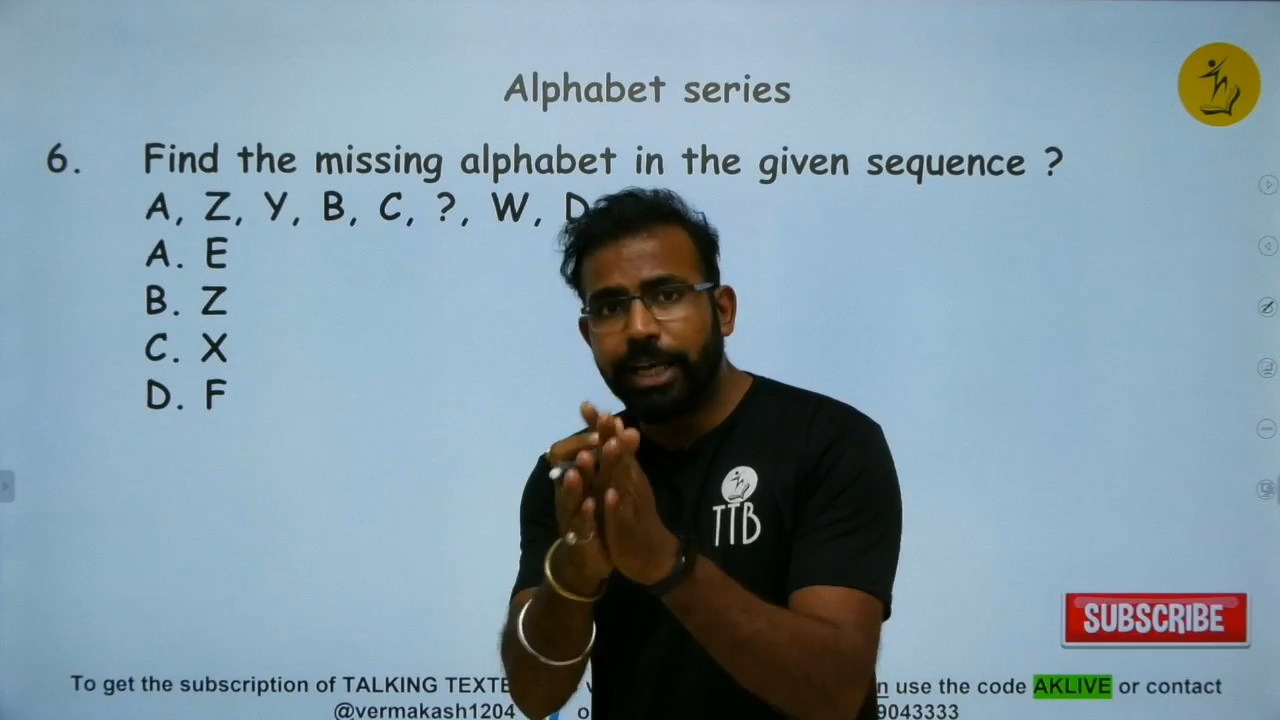 Alphabet series
6. Find the missing alphabet in the given sequence ?
A, Z, Y, B, C, ?, W, D
A. E
B. Z
C. X
D. F
TTB
SUBSCRIBE
To get the subscription of TALKING use the code AKLIVE or contact
@vermakash1204 9043333